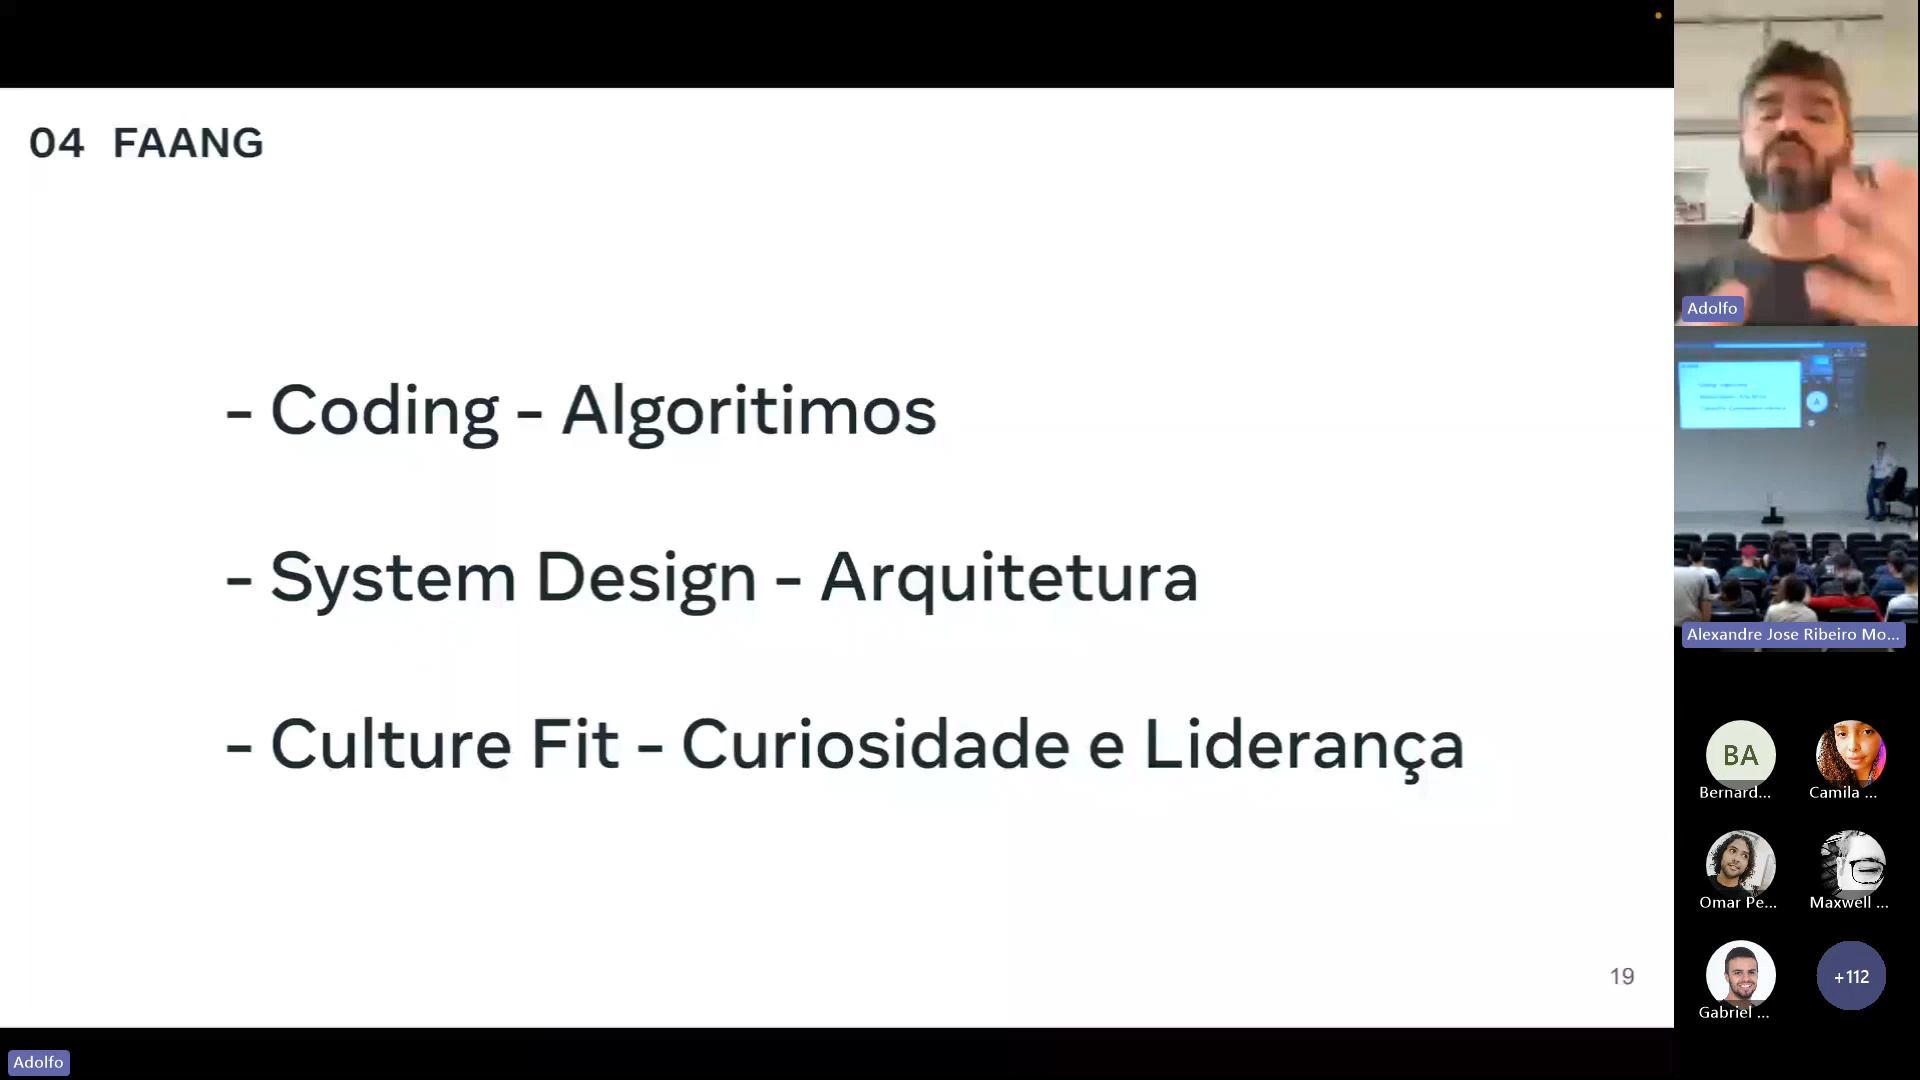 04 FAANG
- Coding - Algoritimos
- System Design - Arquitetura
- Culture Fit - Curiosidade e Liderança
19
Adolfo
Adolfo
Alexandre Jose Ribeiro Mo...
BA
Bernard...
Camila ...
Omar Pe...
Maxwell ...
Gabriel ...
+112